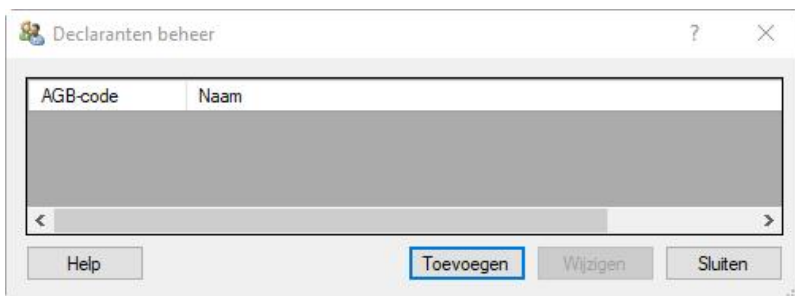 Declaranten beheer
AGB-code Naam
Help Toevoegen Wijzigen Sluiten